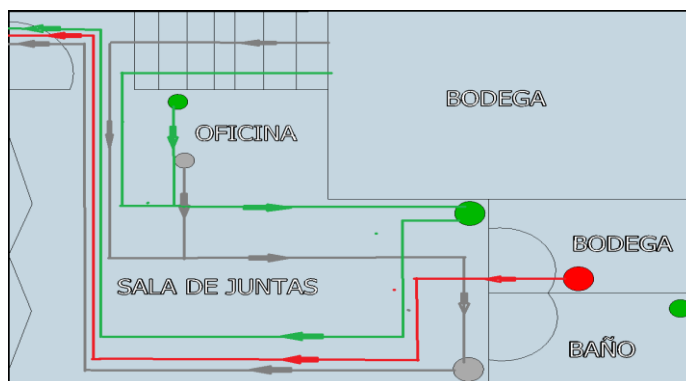 BODEGA
OFICINA
BODEGA
SALA DE JUNTAS
BAÑO